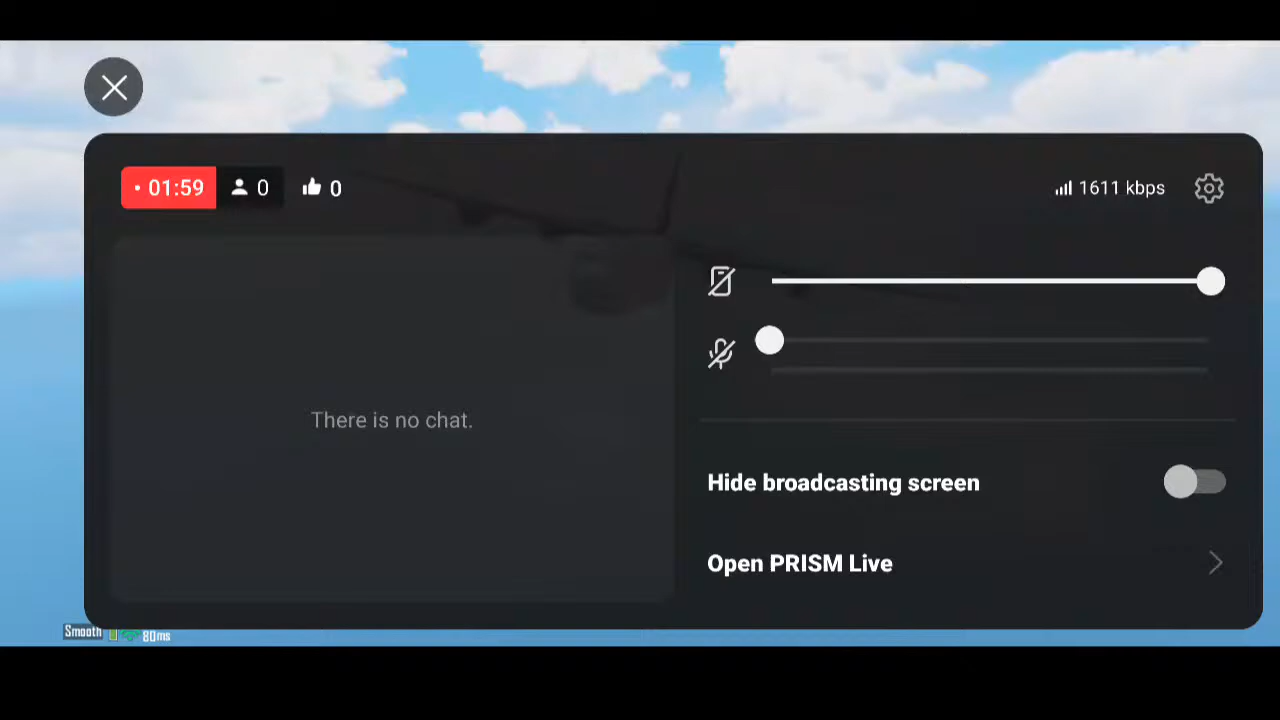 01:59 0 0 1611 kbps
There is no chat.
Hide broadcasting screen
Open PRISM Live
Smooth 80ms